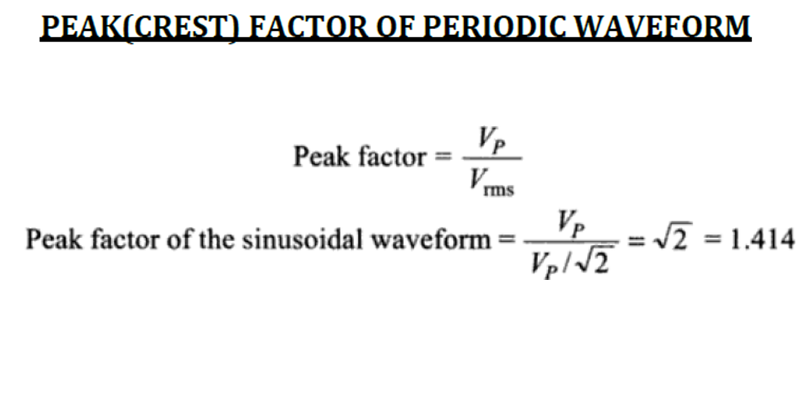 PEAK(CREST) FACTOR OF PERIODIC WAVEFORM
Peak factor = V_P / V_rms
Peak factor of the sinusoidal waveform = V_P / (V_P/√2) = √2 = 1.414